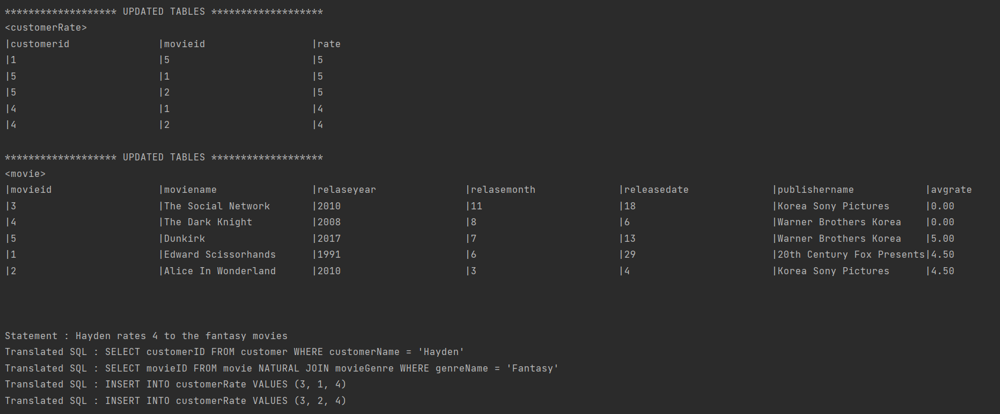 ******************* UPDATED TABLES *******************
<customerRate>
|customerid |movieid |rate
|1 |5 |5
|5 |1 |5
|5 |2 |5
|4 |1 |4
|4 |2 |4
******************* UPDATED TABLES *******************
<movie>
|movieid |moviename |relaseyear |relasemonth |releasedate |publishername |avgrate
|3 |The Social Network |2010 |11 |18 |Korea Sony Pictures |0.00
|4 |The Dark Knight |2008 |8 |6 |Warner Brothers Korea |0.00
|5 |Dunkirk |2017 |7 |13 |Warner Brothers Korea |5.00
|1 |Edward Scissorhands |1991 |6 |29 |20th Century Fox Presents|4.50
|2 |Alice In Wonderland |2010 |3 |4 |Korea Sony Pictures |4.50
Statement : Hayden rates 4 to the fantasy movies
Translated SQL : SELECT customerID FROM customer WHERE customerName = 'Hayden'
Translated SQL : SELECT movieID FROM movie NATURAL JOIN movieGenre WHERE genreName = 'Fantasy'
Translated SQL : INSERT INTO customerRate VALUES (3, 1, 4)
Translated SQL : INSERT INTO customerRate VALUES (3, 2, 4)